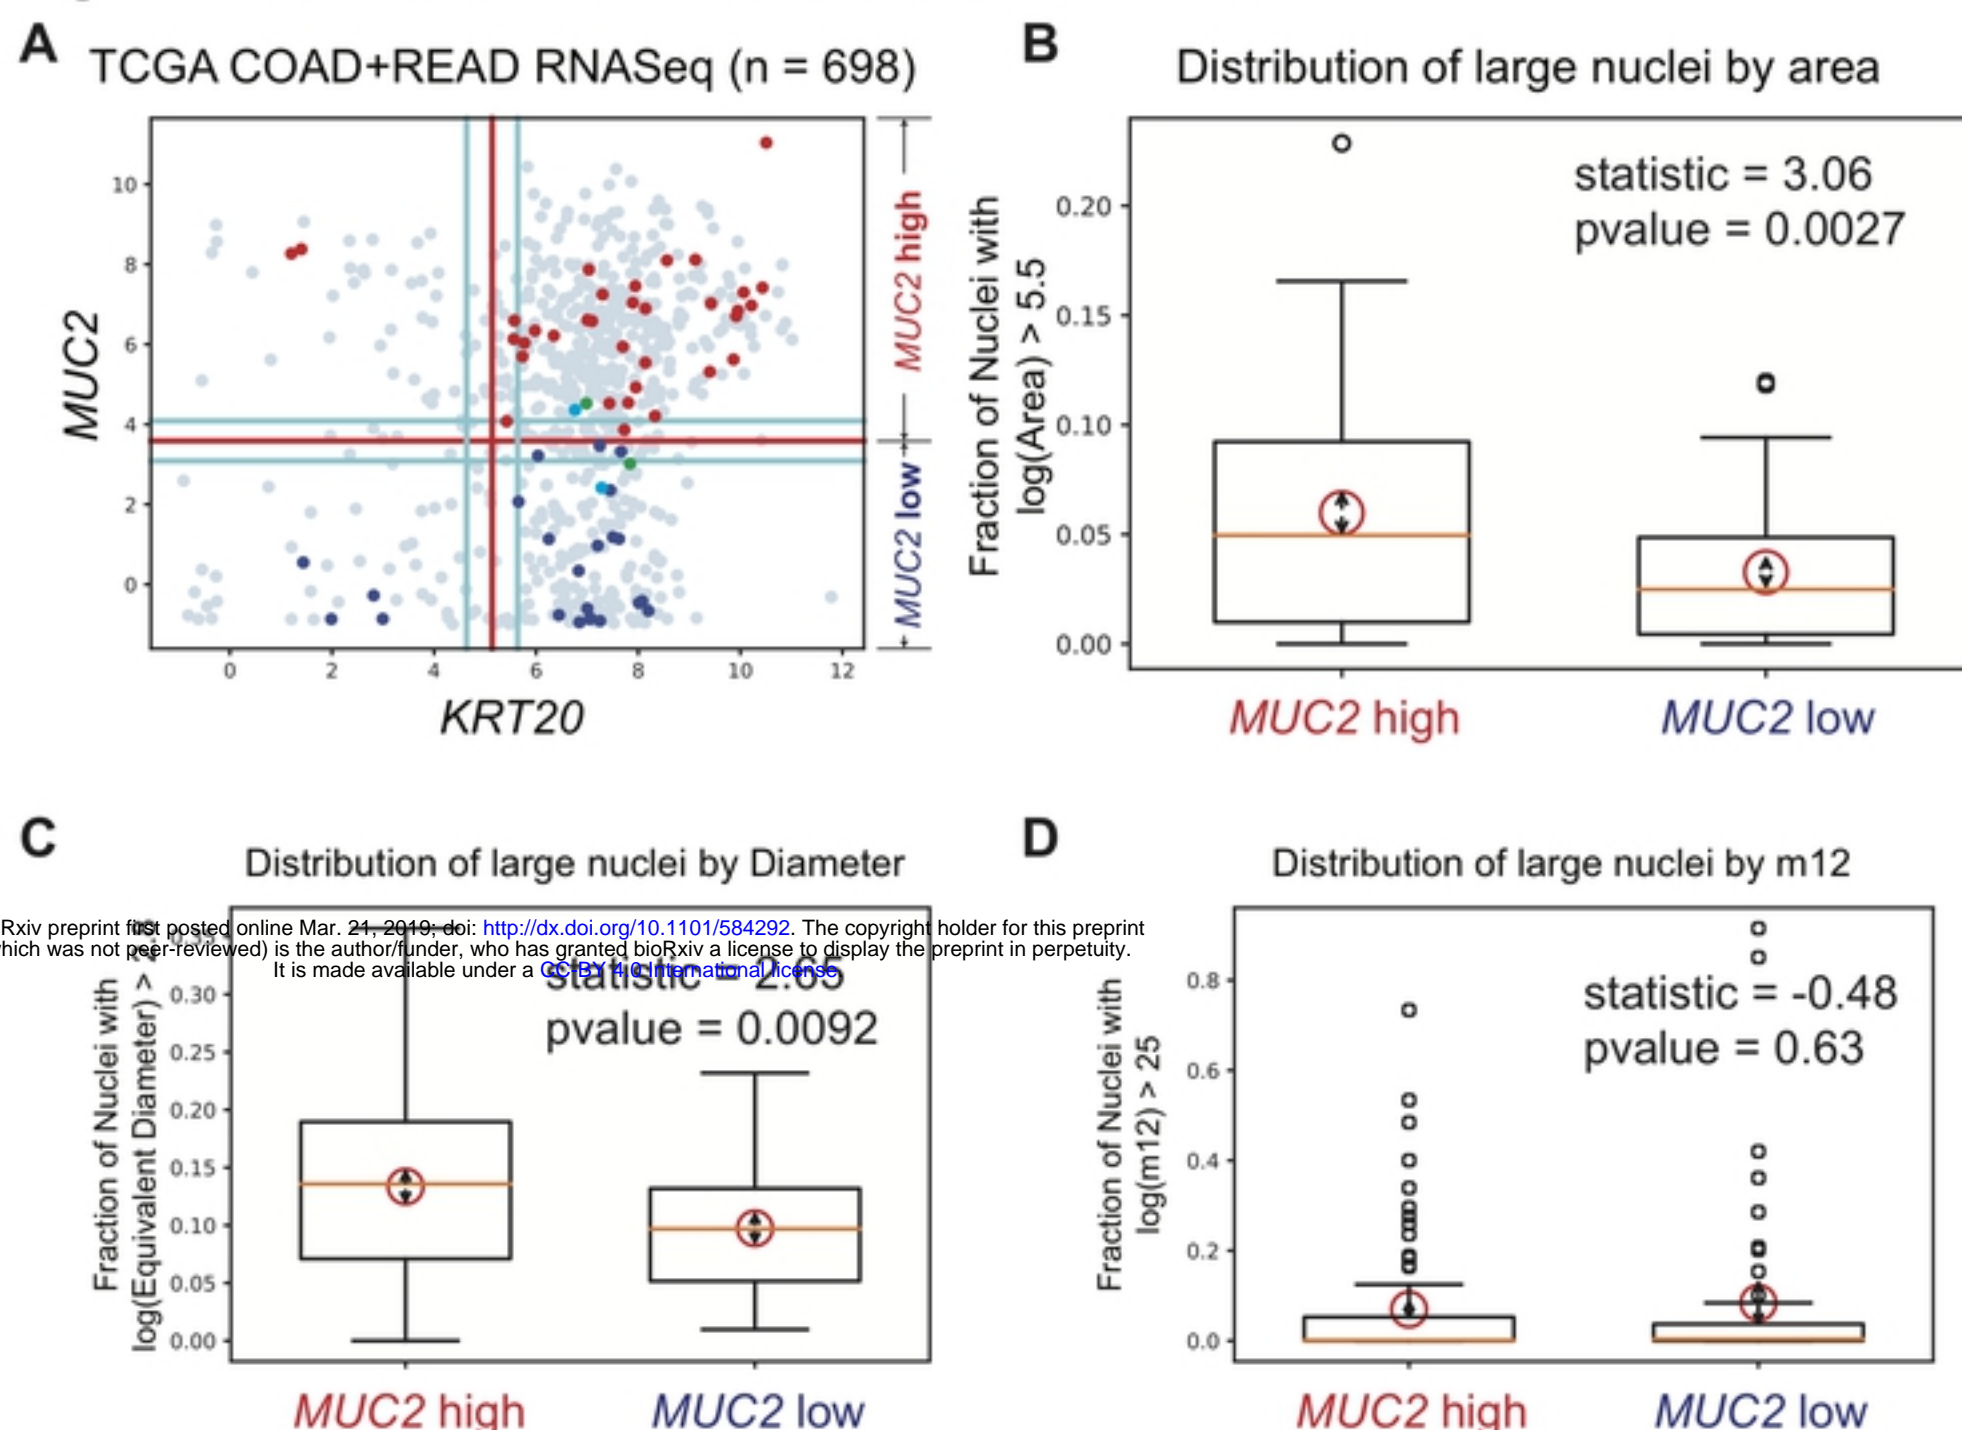 A
TCGA COAD+READ RNASeq (n = 698)
10
8
6
4
2
0
MUC2
0 2 4 6 8 10 12
KRT20
MUC2 high
MUC2 low
B
Distribution of large nuclei by area
statistic = 3.06
pvalue = 0.0027
Fraction of Nuclei with
log(Area) > 5.5
0.20
0.15
0.10
0.05
0.00
MUC2 high MUC2 low
C
Distribution of large nuclei by Diameter
Rxiv preprint first posted online Mar. 21, 2019; doi: http://dx.doi.org/10.1101/584292. The copyright holder for this preprint
hich was not peer-reviewed) is the author/funder, who has granted bioRxiv a license to display the preprint in perpetuity.
It is made available under a CC-BY 4.0 International license.
statistic = 2.65
pvalue = 0.0092
Fraction of Nuclei with
log(Equivalent Diameter) >
0.35
0.30
0.25
0.20
0.15
0.10
0.05
0.00
MUC2 high MUC2 low
D
Distribution of large nuclei by m12
statistic = -0.48
pvalue = 0.63
Fraction of Nuclei with
log(m12) > 25
0.8
0.6
0.4
0.2
0.0
MUC2 high MUC2 low